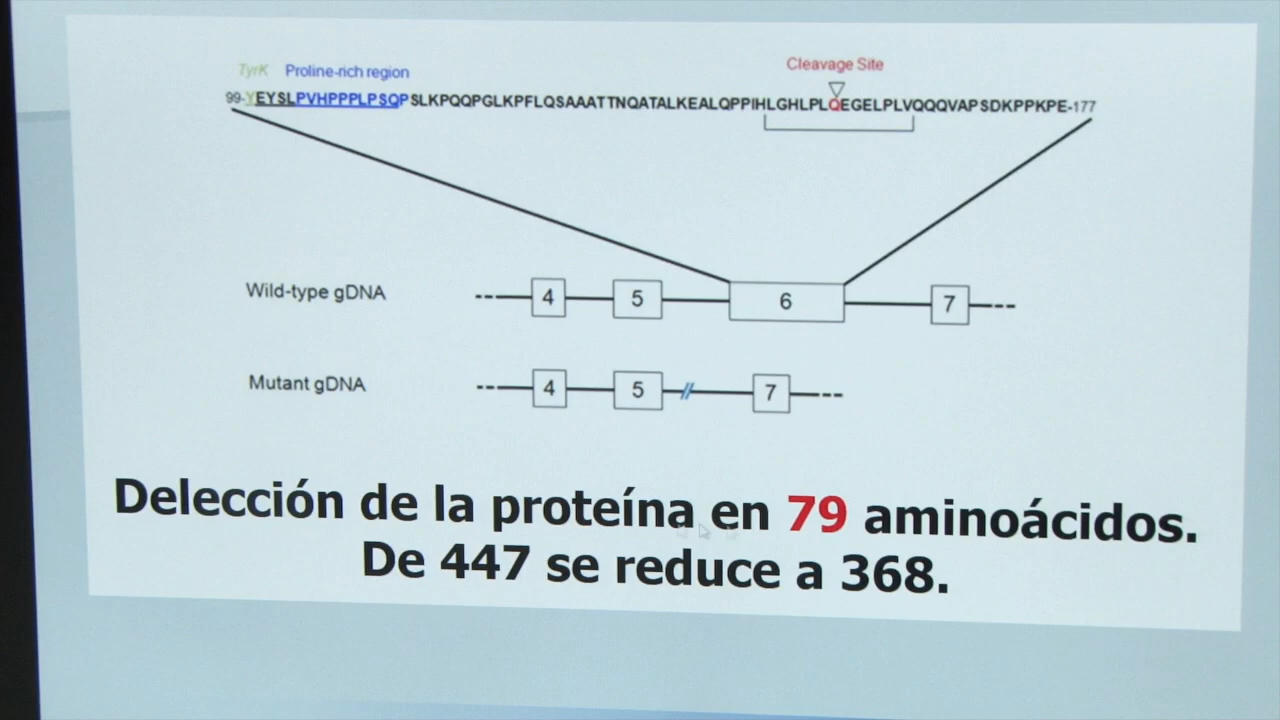 TyrK Proline-rich region Cleavage Site
99-YEYSLPVHPPPLPSQPSLKPQQPGLKPFLQSAAATTNQATALKEALQPPIHLGHLPLQEGELPLVQQQVAPSDKPPKPE-177
Wild-type gDNA 4 5 6 7
Mutant gDNA 4 5 7
Delección de la proteína en 79 aminoácidos.
De 447 se reduce a 368.